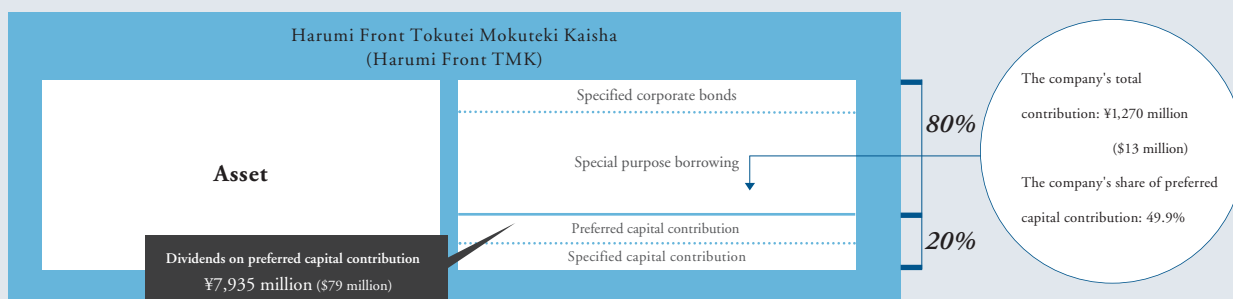 Harumi Front Tokutei Mokuteki Kaisha
(Harumi Front TMK)
Asset
Specified corporate bonds
Special purpose borrowing
Preferred capital contribution
Specified capital contribution
Dividends on preferred capital contribution
¥7,935 million ($79 million)
80%
20%
The company's total
contribution: ¥1,270 million
($13 million)
The company's share of preferred
capital contribution: 49.9%